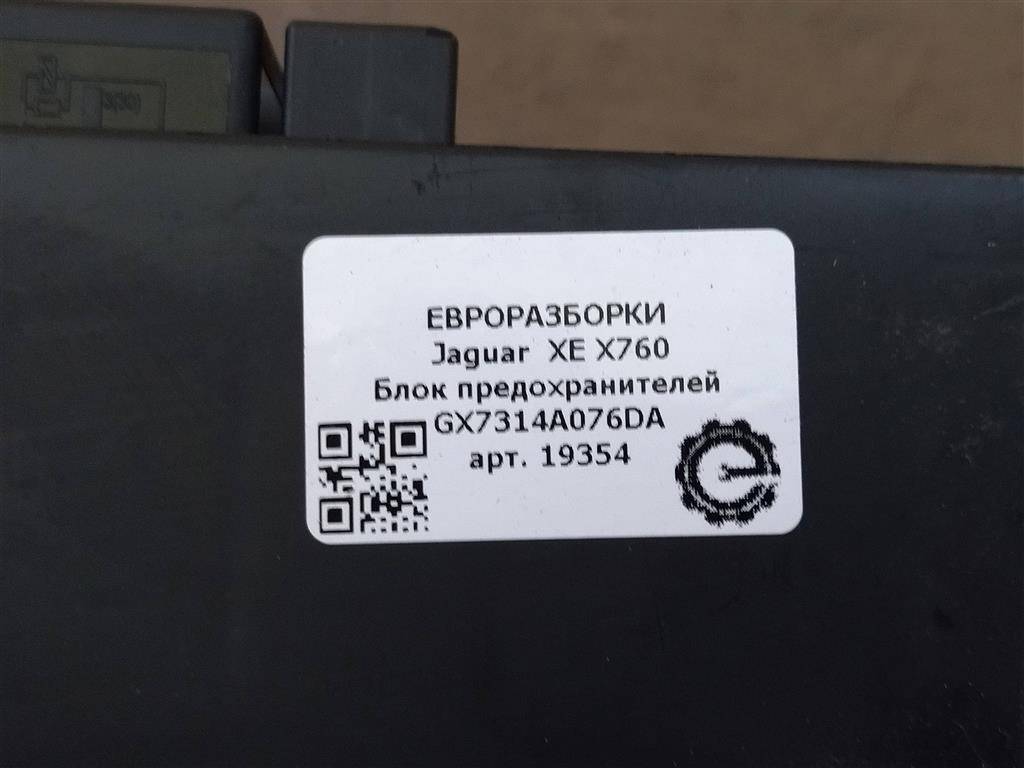 ЕВРОРАЗБОРКИ
Jaguar XE X760
Блок предохранителей
GX7314A076DA
арт. 19354